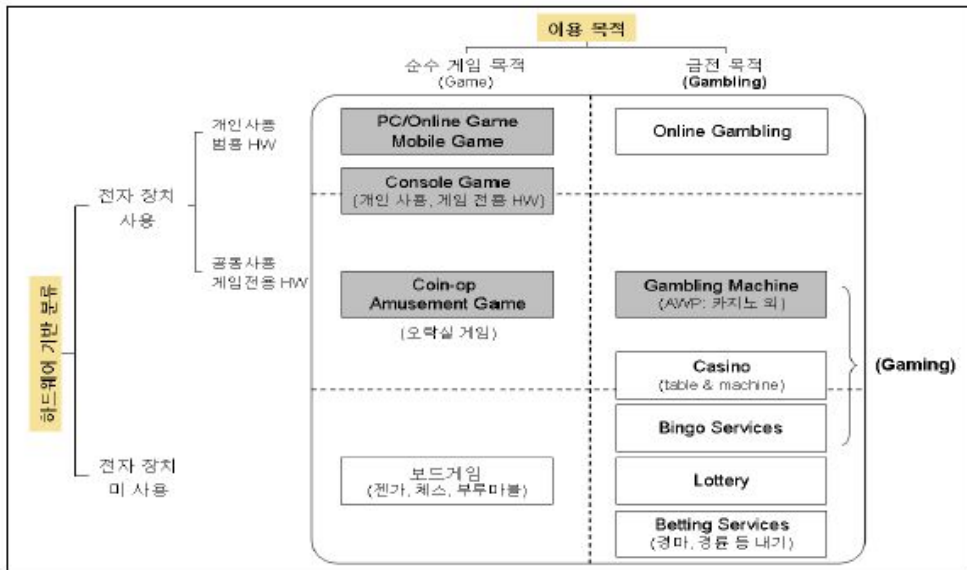 이용 목적
순수 게임 목적
(Game)
금전 목적
(Gambling)
하드웨어 기반 분류
전자 장치
사용
개인사용
범용 HW
공동사용
게임전용 HW
전자 장치
미 사용
PC/Online Game
Mobile Game
Console Game
(개인 사용, 게임 전용 HW)
Coin-op
Amusement Game
(오락실 게임)
보드게임
(젠가, 체스, 부루마블)
Online Gambling
Gambling Machine
(AWP: 카지노 외)
Casino
(table & machine)
Bingo Services
Lottery
Betting Services
(경마, 경륜 등 내기)
(Gaming)